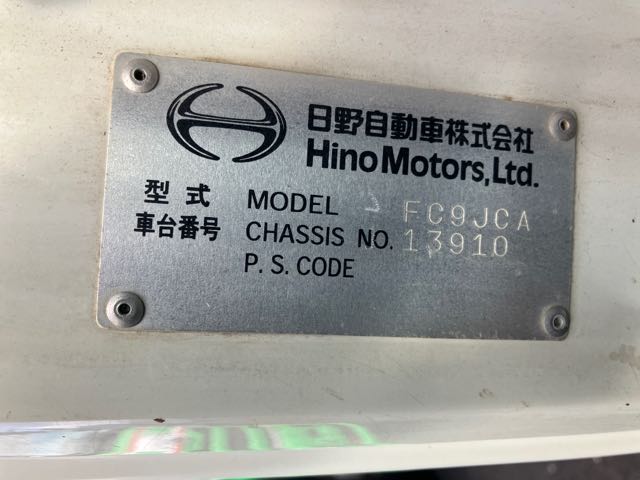 日野自動車株式会社
Hino Motors, Ltd.
型式 MODEL FC9JCA
車台番号 CHASSIS NO. 13910
P. S. CODE